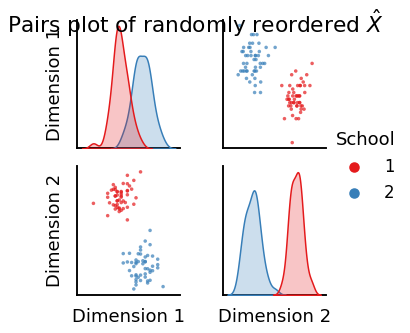 Pairs plot of randomly reordered X̂
Dimension 1
School
1
2
Dimension 2
Dimension 1
Dimension 2